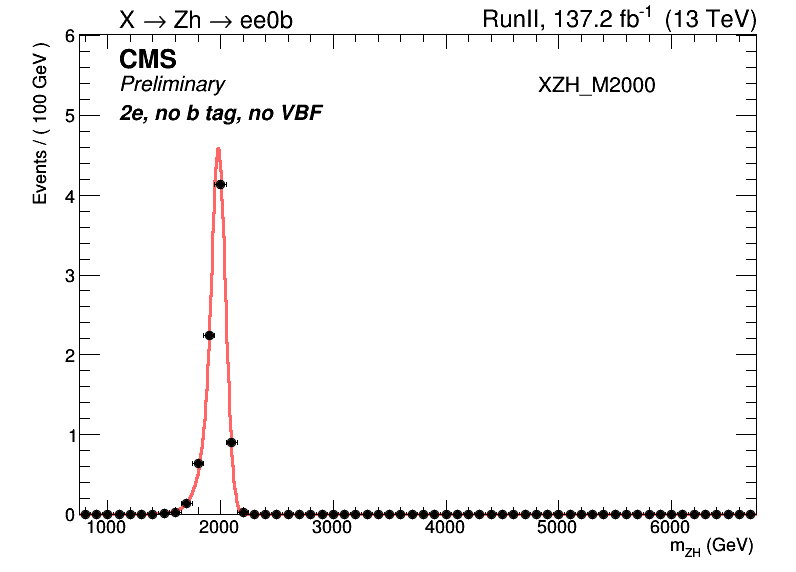 X → Zh → ee0b
RunII, 137.2 fb⁻¹ (13 TeV)
CMS
Preliminary
2e, no b tag, no VBF
XZH_M2000
Events / ( 100 GeV )
6
5
4
3
2
1
0
1000 2000 3000 4000 5000 6000
m_ZH (GeV)